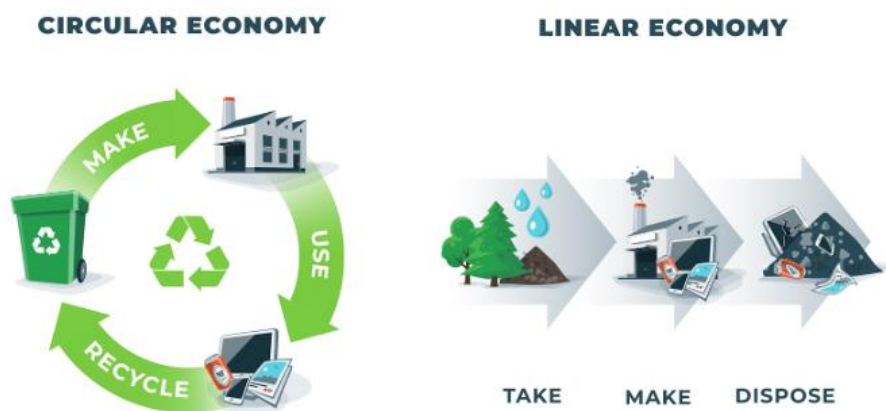 CIRCULAR ECONOMY
MAKE
USE
RECYCLE
LINEAR ECONOMY
TAKE MAKE DISPOSE